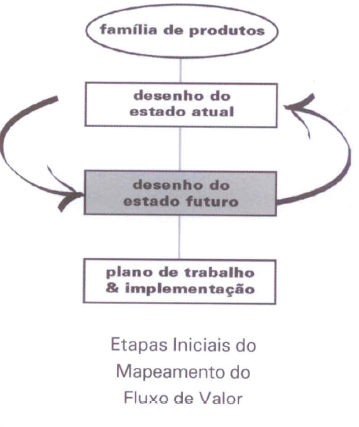 família de produtos
desenho do
estado atual
desenho do
estado futuro
plano de trabalho
& implementação
Etapas Iniciais do
Mapeamento do
Fluxo de Valor